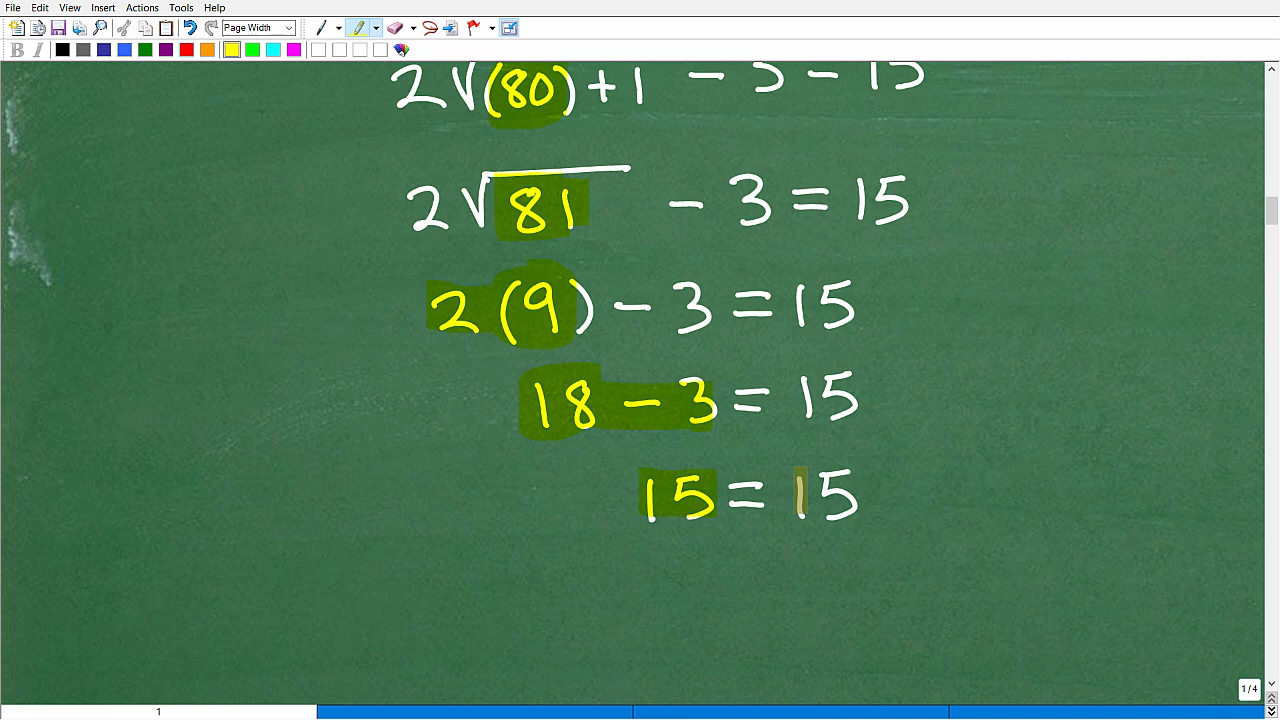 File Edit View Insert Actions Tools Help
Page Width
B I
2√(80)+1 - 3 = 15
2√81 - 3 = 15
2(9) - 3 = 15
18 - 3 = 15
15 = 15
1/4
1